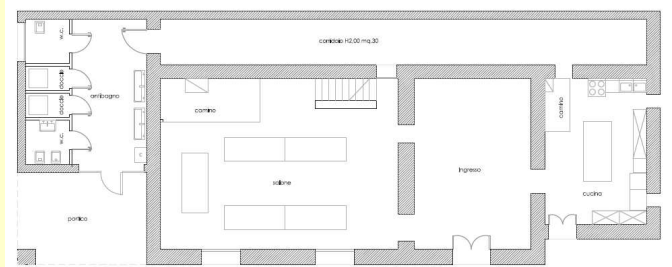 corridoio H2.00 mq.30
w.c.
doccia
doccia
w.c.
antibagno
camino
camino
salone
Ingresso
cucina
portico